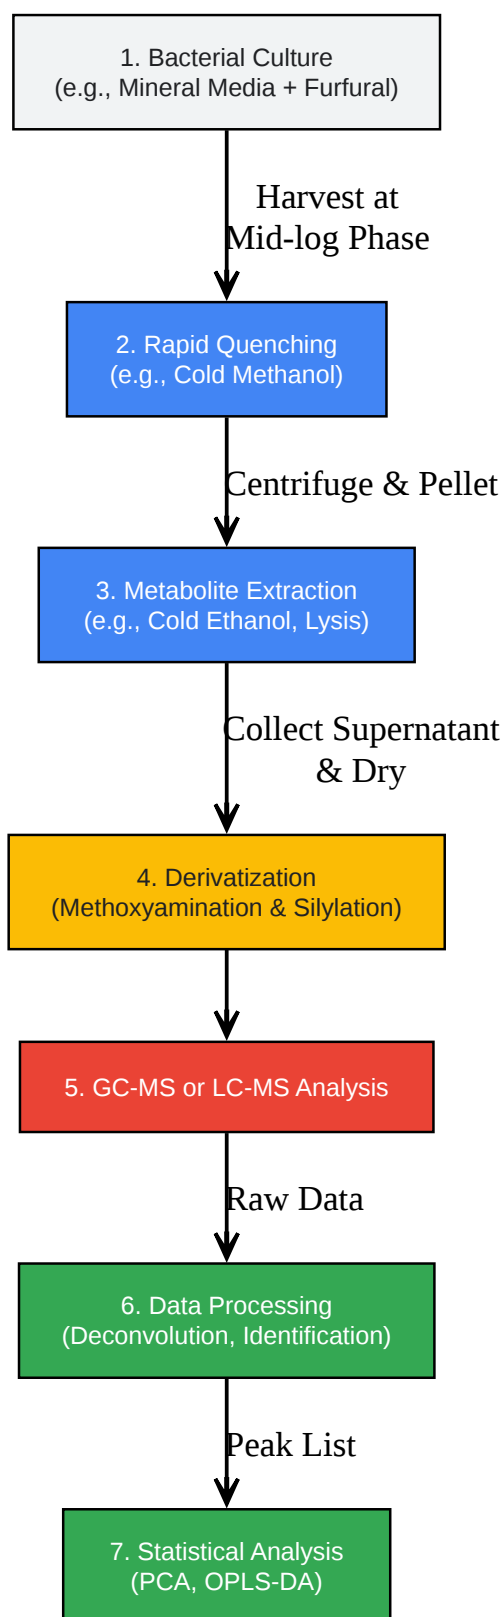 1. Bacterial Culture
(e.g., Mineral Media + Furfural)
Harvest at
Mid-log Phase
2. Rapid Quenching
(e.g., Cold Methanol)
Centrifuge & Pellet
3. Metabolite Extraction
(e.g., Cold Ethanol, Lysis)
Collect Supernatant
& Dry
4. Derivatization
(Methoxyamination & Silylation)
5. GC-MS or LC-MS Analysis
Raw Data
6. Data Processing
(Deconvolution, Identification)
Peak List
7. Statistical Analysis
(PCA, OPLS-DA)